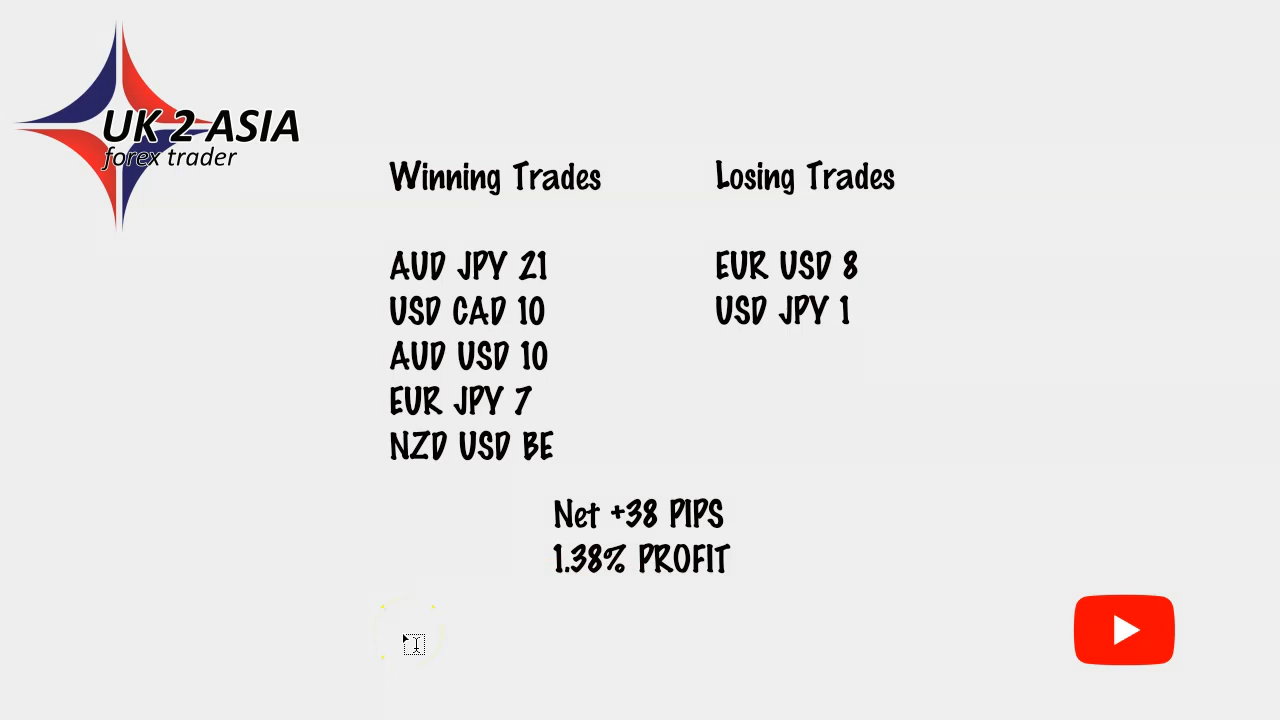 UK 2 ASIA
forex trader
Winning Trades
AUD JPY 21
USD CAD 10
AUD USD 10
EUR JPY 7
NZD USD BE
Losing Trades
EUR USD 8
USD JPY 1
Net +38 PIPS
1.38% PROFIT